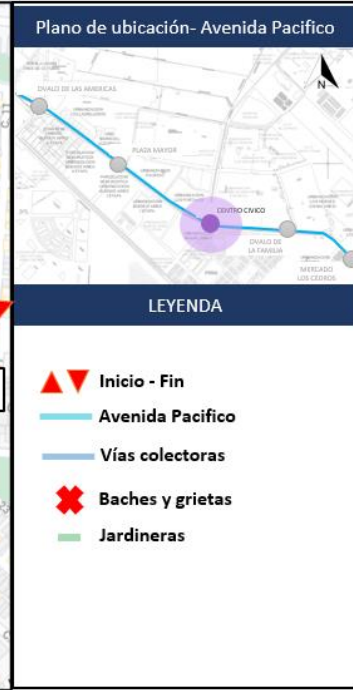 Plano de ubicación- Avenida Pacifico
N
OVALO DE LAS AMERICAS
PLAZA MAYOR
CENTRO CIVICO
OVALO DE
LA FAMILIA
MERCADO
LOS CEDROS
LEYENDA
Inicio - Fin
Avenida Pacifico
Vías colectoras
Baches y grietas
Jardineras